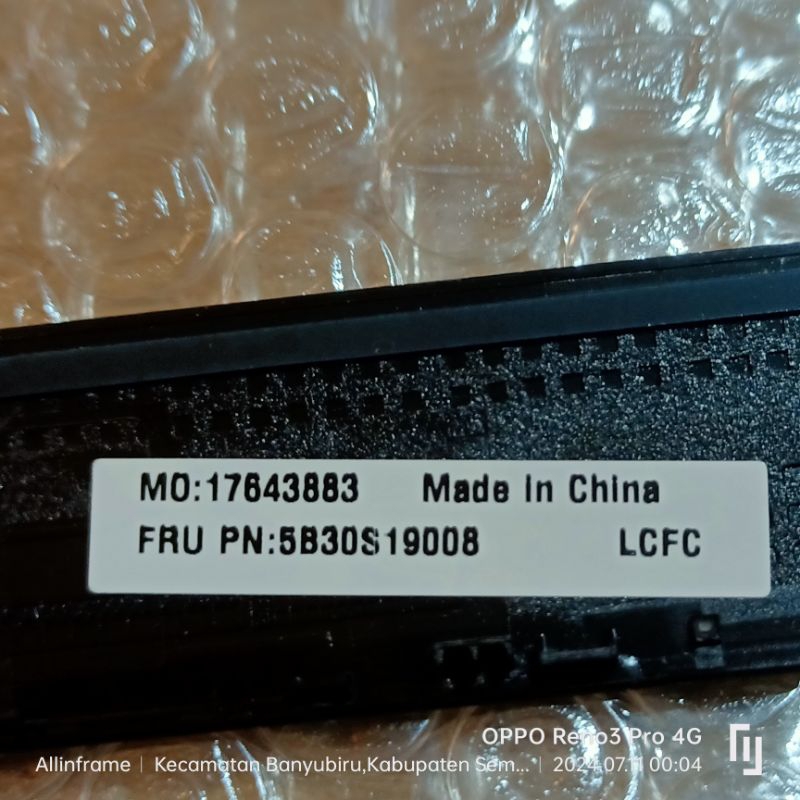 MO:17643883 Made in China
FRU PN:5B30S19008 LCFC
OPPO Reno3 Pro 4G
Allinframe | Kecamatan Banyubiru,Kabupaten Sem... | 2024.07.11 00:04